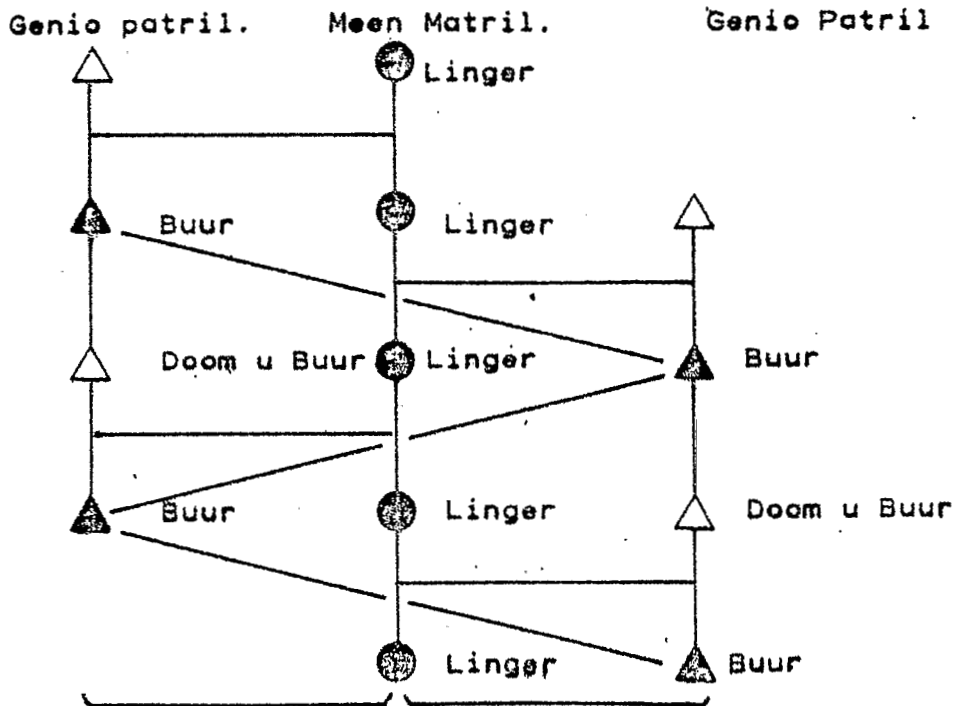 Genio patril. Meen Matril. Genio Patril
Linger
Buur Linger
Doom u Buur Linger Buur
Buur Linger Doom u Buur
Linger Buur